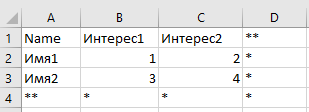 A B C D
1 Name Интерес1 Интерес2 **
2 Имя1 1 2 *
3 Имя2 3 4 *
4 ** * * *